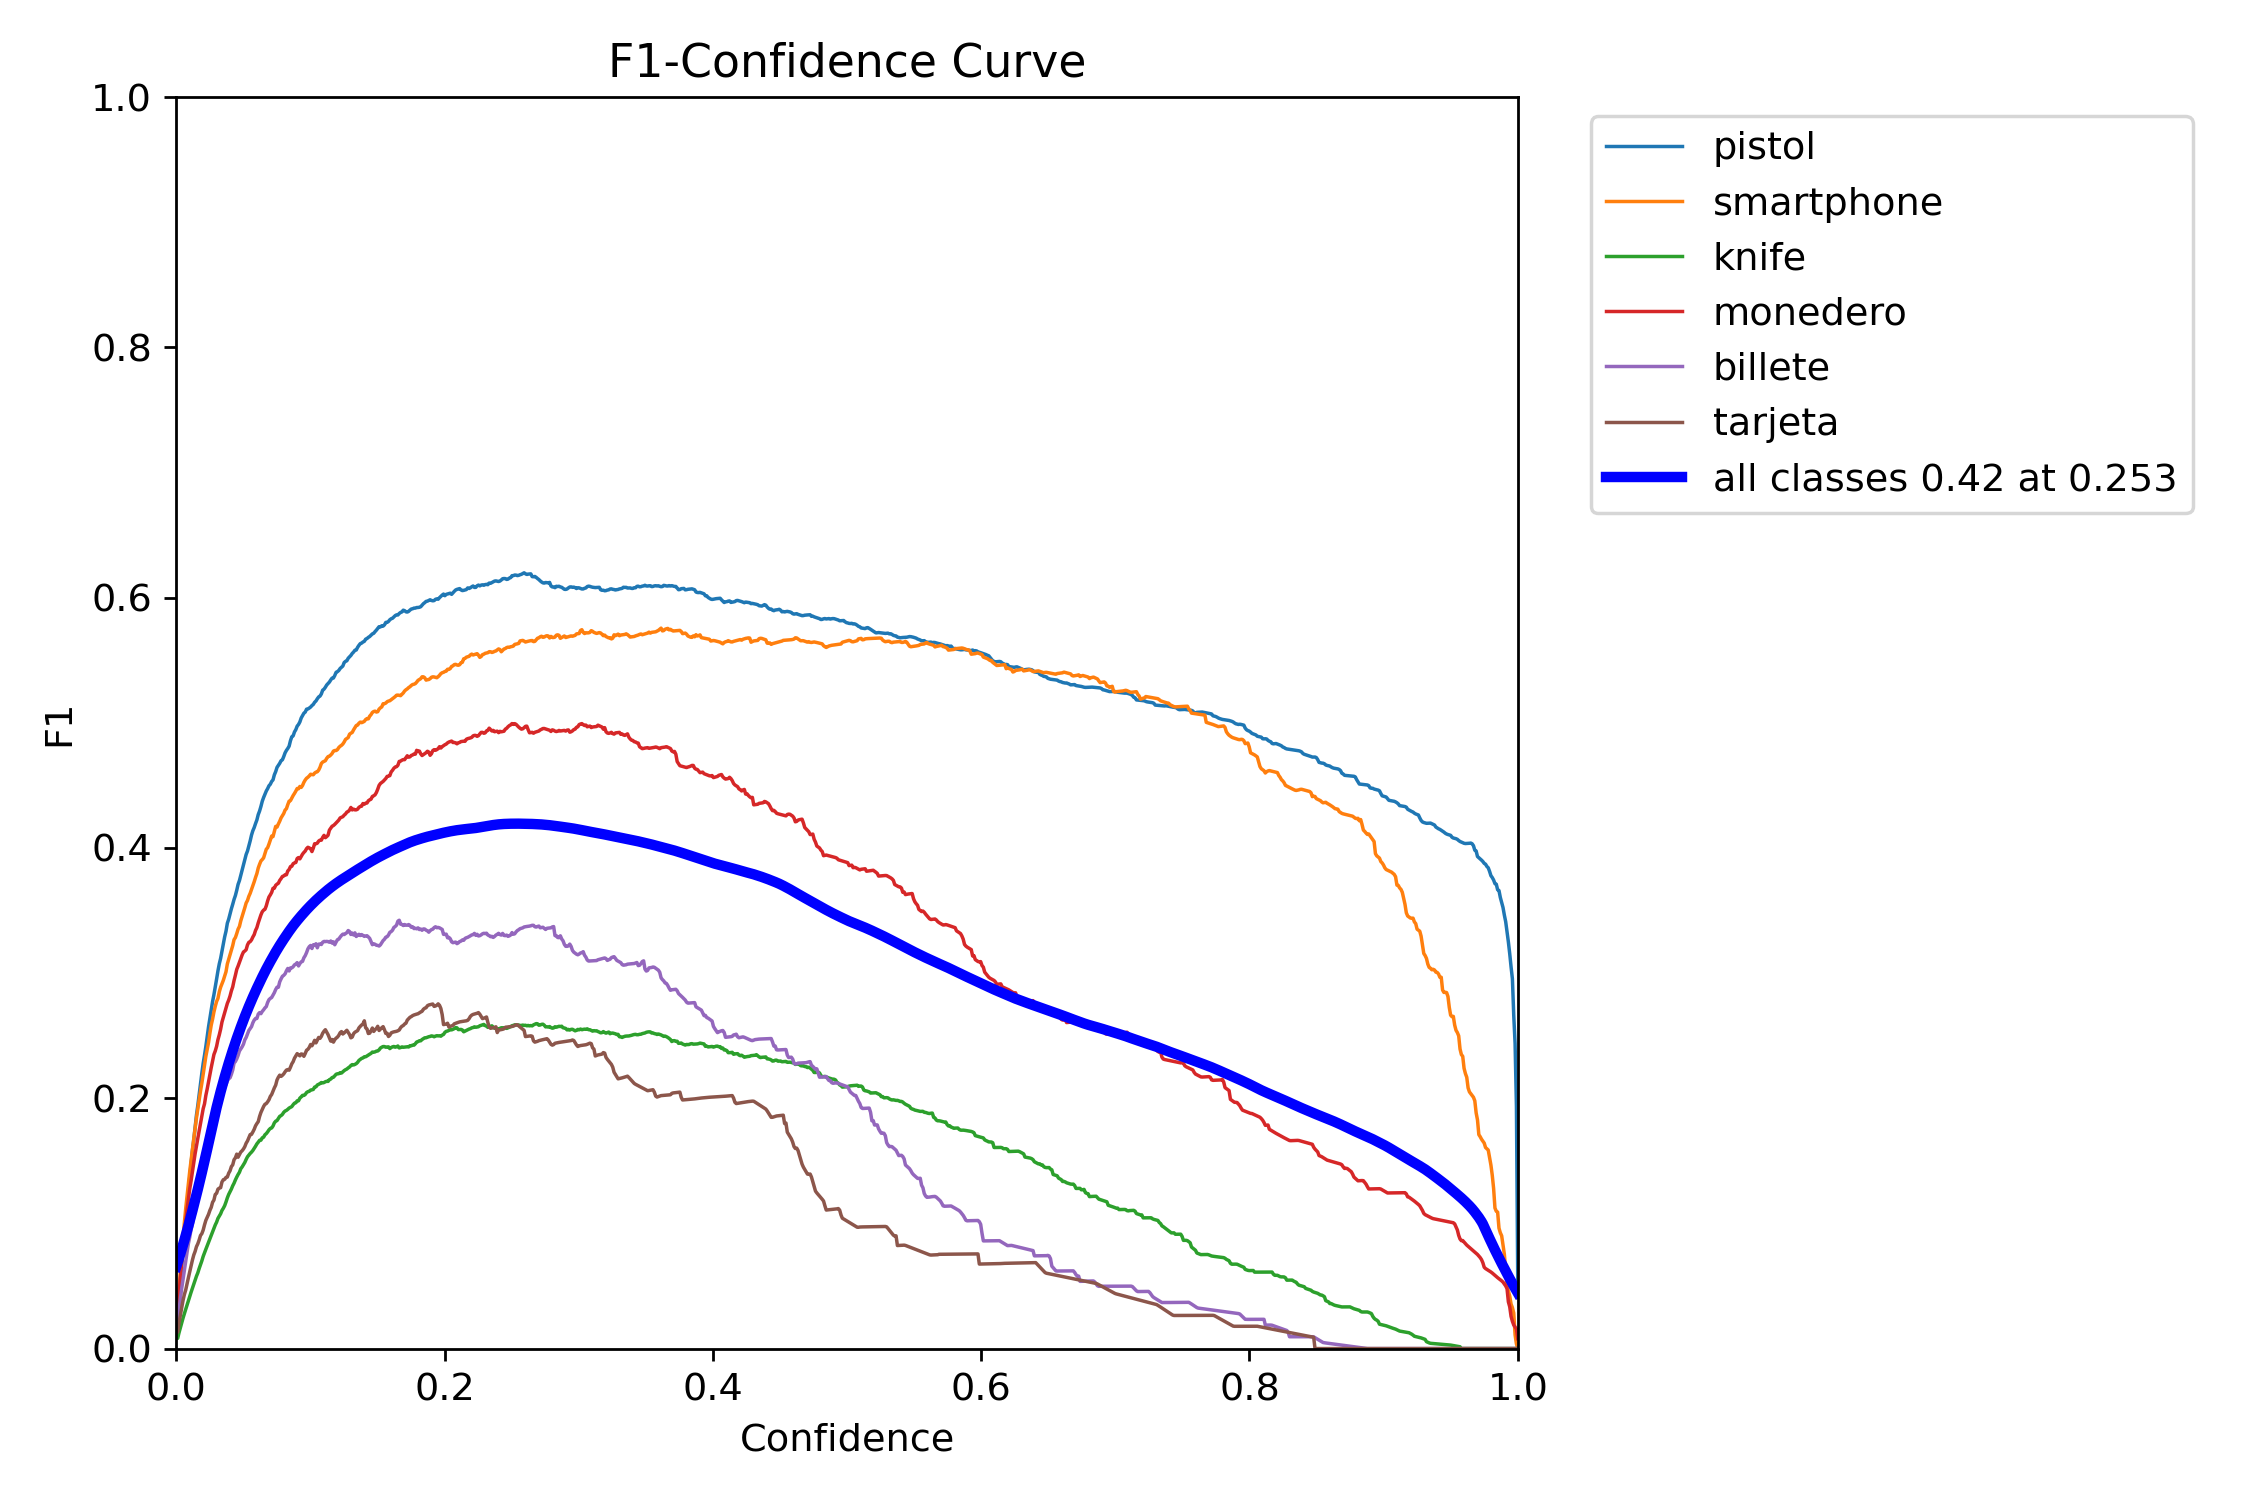 F1-Confidence Curve
1.0
0.8
0.6
0.4
0.2
0.0
F1
0.0 0.2 0.4 0.6 0.8 1.0
Confidence
pistol
smartphone
knife
monedero
billete
tarjeta
all classes 0.42 at 0.253